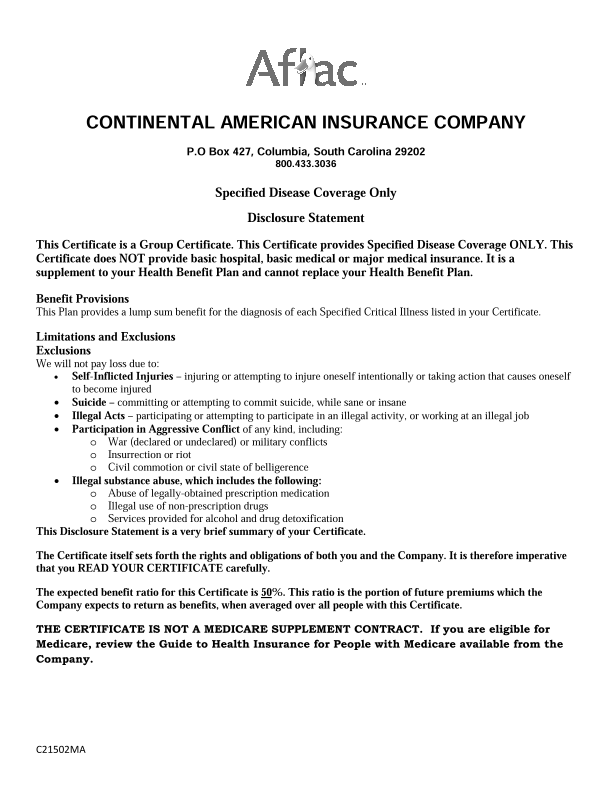 Aflac
CONTINENTAL AMERICAN INSURANCE COMPANY
P.O Box 427, Columbia, South Carolina 29202
800.433.3036
Specified Disease Coverage Only
Disclosure Statement
This Certificate is a Group Certificate. This Certificate provides Specified Disease Coverage ONLY. This
Certificate does NOT provide basic hospital, basic medical or major medical insurance. It is a
supplement to your Health Benefit Plan and cannot replace your Health Benefit Plan.
Benefit Provisions
This Plan provides a lump sum benefit for the diagnosis of each Specified Critical Illness listed in your Certificate.
Limitations and Exclusions
Exclusions
We will not pay loss due to:
• Self-Inflicted Injuries – injuring or attempting to injure oneself intentionally or taking action that causes oneself
to become injured
• Suicide – committing or attempting to commit suicide, while sane or insane
• Illegal Acts – participating or attempting to participate in an illegal activity, or working at an illegal job
• Participation in Aggressive Conflict of any kind, including:
o War (declared or undeclared) or military conflicts
o Insurrection or riot
o Civil commotion or civil state of belligerence
• Illegal substance abuse, which includes the following:
o Abuse of legally-obtained prescription medication
o Illegal use of non-prescription drugs
o Services provided for alcohol and drug detoxification
This Disclosure Statement is a very brief summary of your Certificate.
The Certificate itself sets forth the rights and obligations of both you and the Company. It is therefore imperative
that you READ YOUR CERTIFICATE carefully.
The expected benefit ratio for this Certificate is 50%. This ratio is the portion of future premiums which the
Company expects to return as benefits, when averaged over all people with this Certificate.
THE CERTIFICATE IS NOT A MEDICARE SUPPLEMENT CONTRACT. If you are eligible for
Medicare, review the Guide to Health Insurance for People with Medicare available from the
Company.
C21502MA